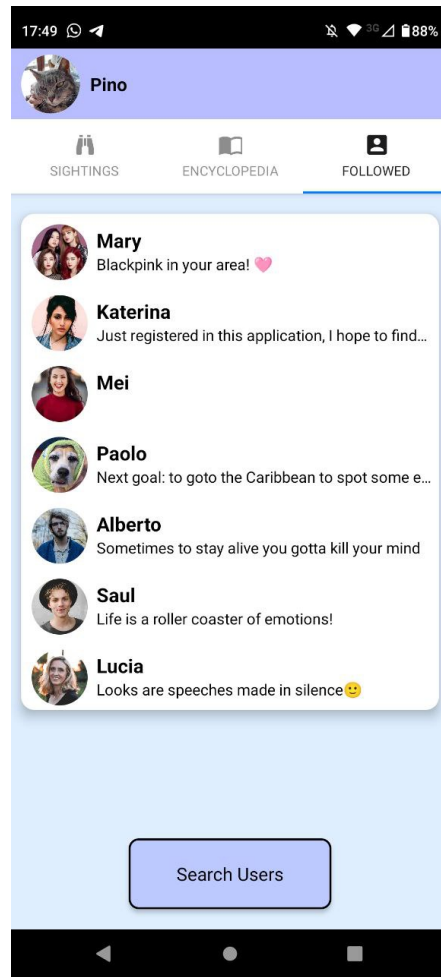 17:49 3G 88%
Pino
SIGHTINGS ENCYCLOPEDIA FOLLOWED
Mary
Blackpink in your area! 🩷
Katerina
Just registered in this application, I hope to find...
Mei
Paolo
Next goal: to goto the Caribbean to spot some e...
Alberto
Sometimes to stay alive you gotta kill your mind
Saul
Life is a roller coaster of emotions!
Lucia
Looks are speeches made in silence🙂
Search Users